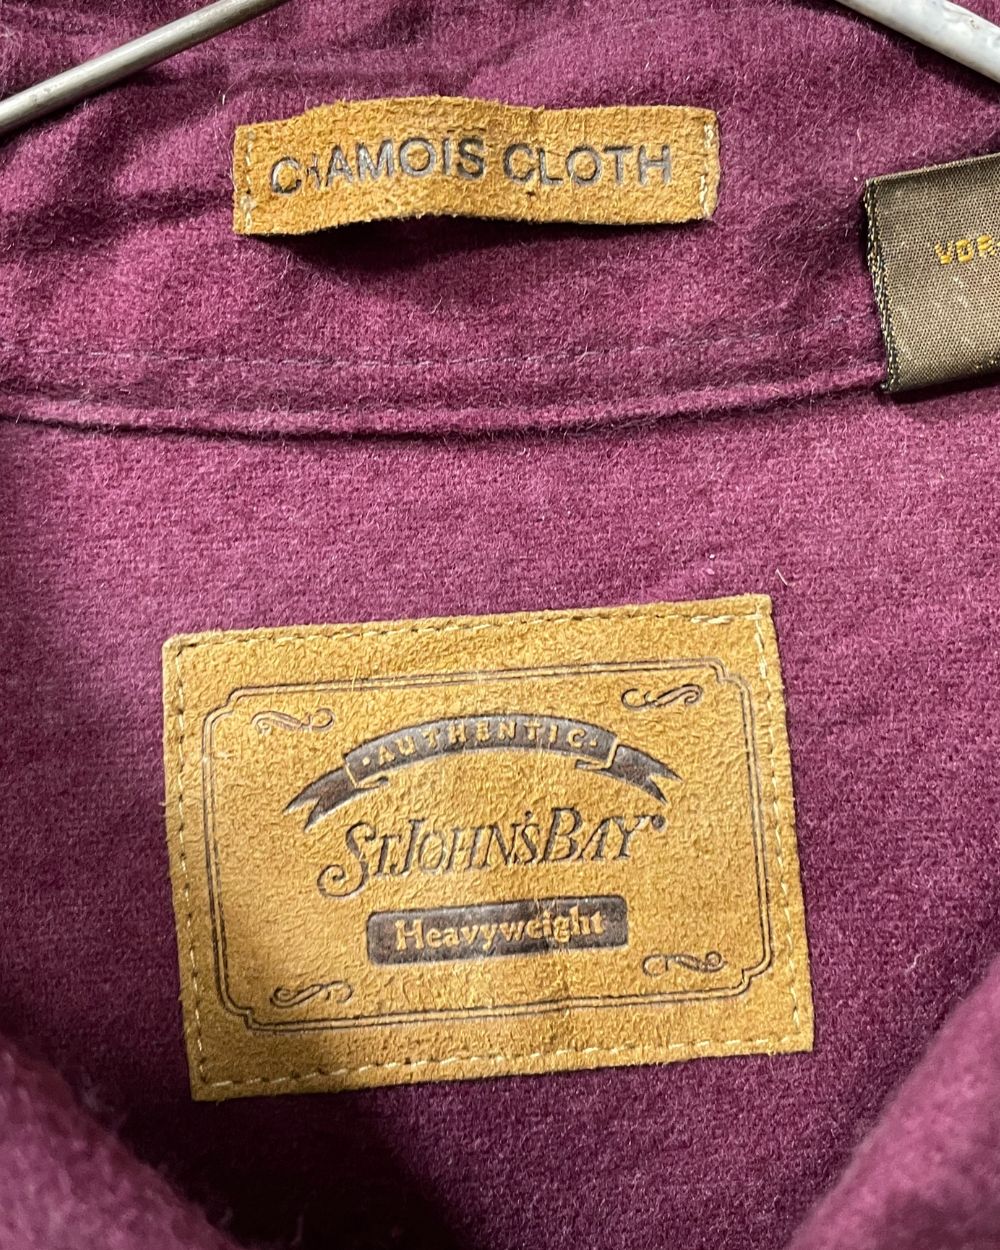 CHAMOIS CLOTH
·AUTHENTIC·
ST.JOHN'S BAY®
Heavyweight